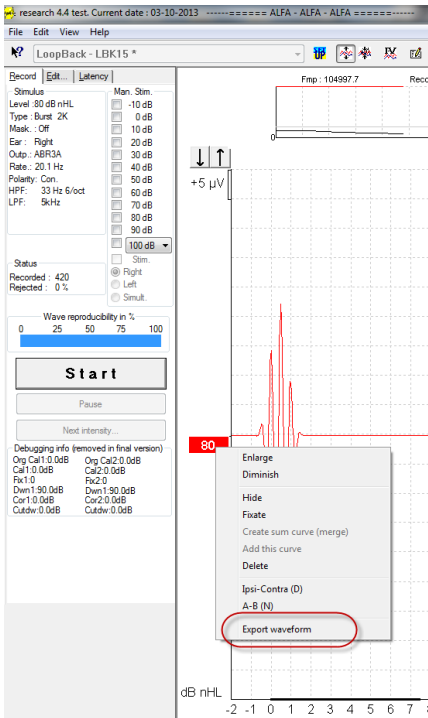 research 4.4 test. Current date : 03-10-2013 ------====== ALFA - ALFA - ALFA ======------
File Edit View Help
LoopBack - LBK15 *
UP
Record Edit... Latency
Fmp : 104997.7 Reco
Stimulus
Level :80 dB nHL
Type : Burst 2K
Mask. : Off
Ear : Right
Outp.: ABR3A
Rate.: 20.1 Hz
Polarity: Con.
HPF: 33 Hz 6/oct
LPF: 5kHz
Man. Stim.
-10 dB
0 dB
10 dB
20 dB
30 dB
40 dB
50 dB
60 dB
70 dB
80 dB
90 dB
100 dB
Stim.
Right
Left
Simult.
0
+5 µV
Status
Recorded : 420
Rejected : 0 %
Wave reproducibility in %
0 25 50 75 100
Start
Pause
Next intensity...
Debugging info (removed in final version)
Org Cal1:0.0dB Org Cal2:0.0dB
Cal1:0.0dB Cal2:0.0dB
Fix1:0 Fix2:0
Dwn1:90.0dB Dwn1:90.0dB
Cor1:0.0dB Cor2:0.0dB
Cutdw:0.0dB Cutdw:0.0dB
80
Enlarge
Diminish
Hide
Fixate
Create sum curve (merge)
Add this curve
Delete
Ipsi-Contra (D)
A-B (N)
Export waveform
dB nHL
-2 -1 0 1 2 3 4 5 6 7